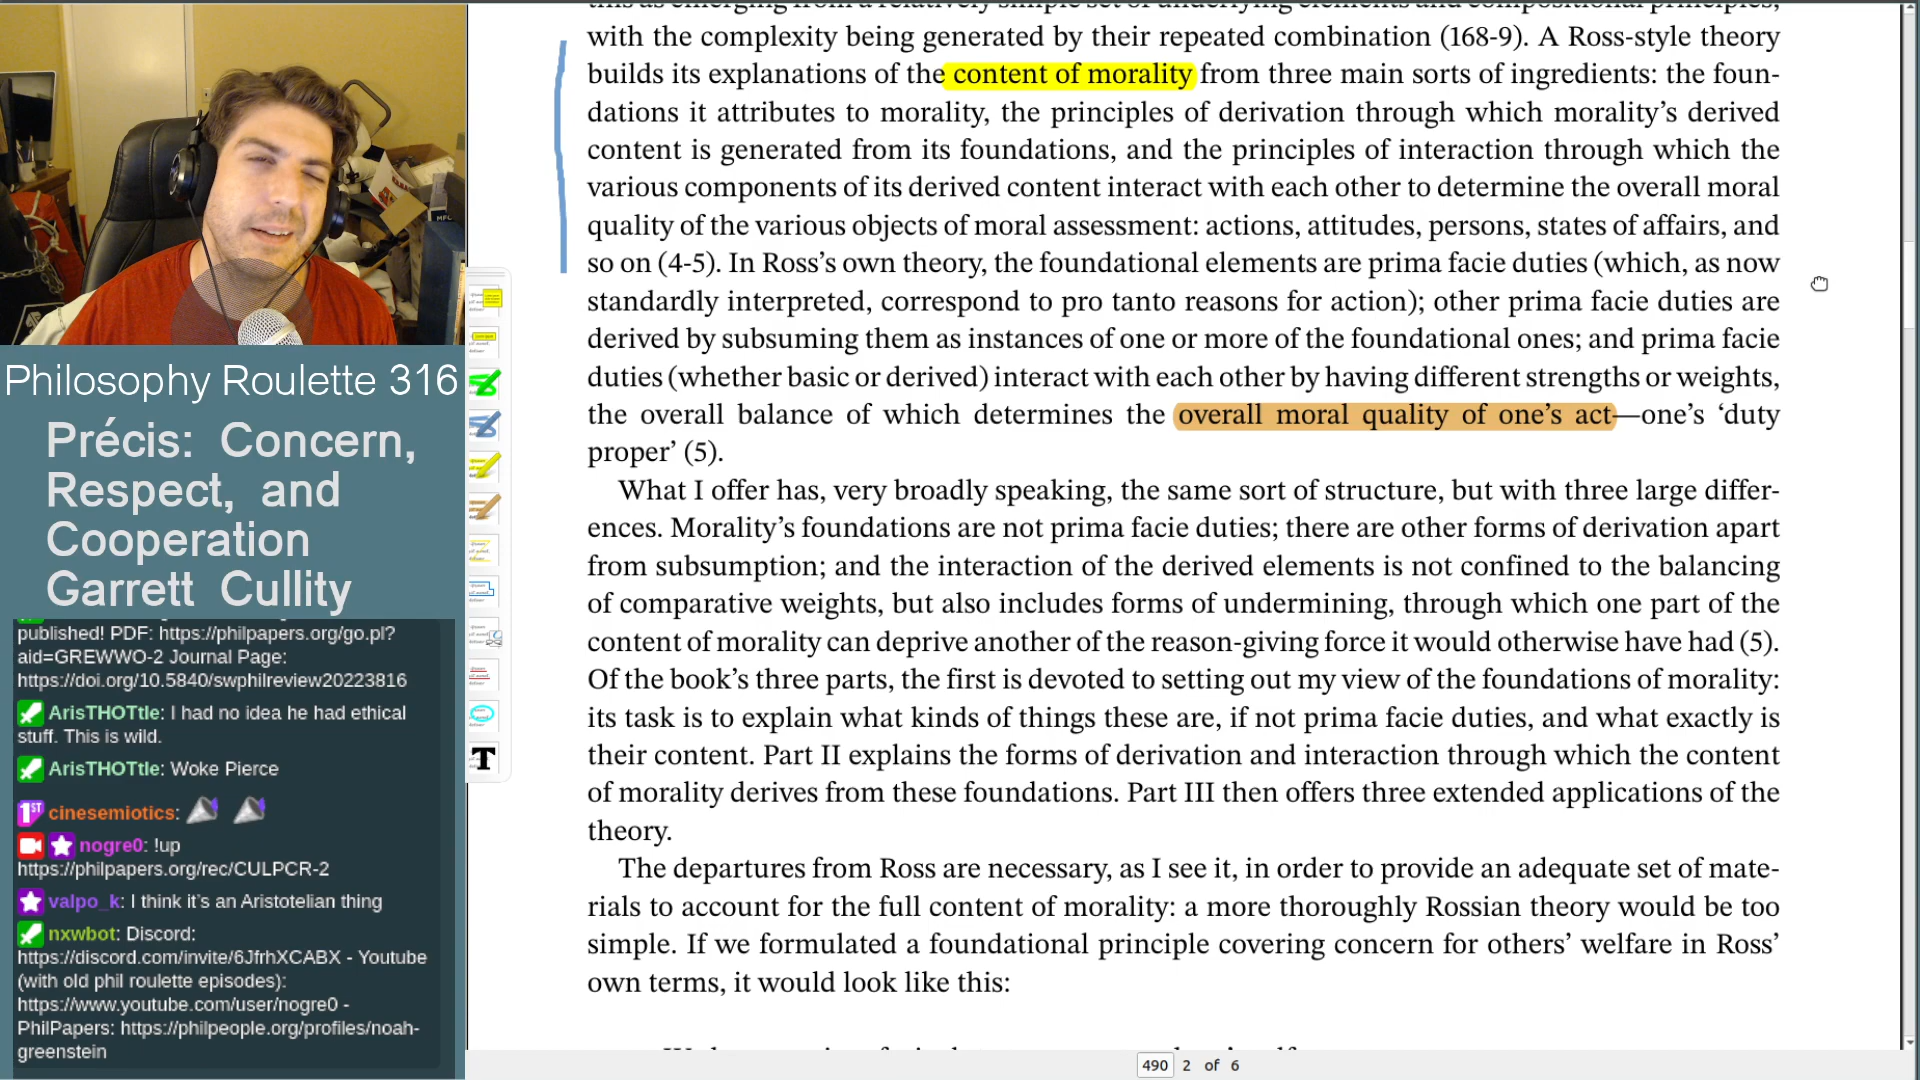 with the complexity being generated by their repeated combination (168-9). A Ross-style theory
builds its explanations of the content of morality from three main sorts of ingredients: the foun-
dations it attributes to morality, the principles of derivation through which morality’s derived
content is generated from its foundations, and the principles of interaction through which the
various components of its derived content interact with each other to determine the overall moral
quality of the various objects of moral assessment: actions, attitudes, persons, states of affairs, and
so on (4-5). In Ross’s own theory, the foundational elements are prima facie duties (which, as now
standardly interpreted, correspond to pro tanto reasons for action); other prima facie duties are
derived by subsuming them as instances of one or more of the foundational ones; and prima facie
duties (whether basic or derived) interact with each other by having different strengths or weights,
the overall balance of which determines the overall moral quality of one’s act—one’s ‘duty
proper’ (5).
What I offer has, very broadly speaking, the same sort of structure, but with three large differ-
ences. Morality’s foundations are not prima facie duties; there are other forms of derivation apart
from subsumption; and the interaction of the derived elements is not confined to the balancing
of comparative weights, but also includes forms of undermining, through which one part of the
content of morality can deprive another of the reason-giving force it would otherwise have had (5).
Of the book’s three parts, the first is devoted to setting out my view of the foundations of morality:
its task is to explain what kinds of things these are, if not prima facie duties, and what exactly is
their content. Part II explains the forms of derivation and interaction through which the content
of morality derives from these foundations. Part III then offers three extended applications of the
theory.
The departures from Ross are necessary, as I see it, in order to provide an adequate set of mate-
rials to account for the full content of morality: a more thoroughly Rossian theory would be too
simple. If we formulated a foundational principle covering concern for others’ welfare in Ross’
own terms, it would look like this:
490 2 of 6
Philosophy Roulette 316
Précis: Concern,
Respect, and
Cooperation
Garrett Cullity
published! PDF: https://philpapers.org/go.pl?
aid=GREWWO-2 Journal Page:
https://doi.org/10.5840/swphilreview20223816
ArisTHOTtle: I had no idea he had ethical
stuff. This is wild.
ArisTHOTtle: Woke Pierce
1ST cinesemiotics:
nogre0: !up
https://philpapers.org/rec/CULPCR-2
valpo_k: I think it’s an Aristotelian thing
nxwbot: Discord:
https://discord.com/invite/6JfrhXCABX - Youtube
(with old phil roulette episodes):
https://www.youtube.com/user/nogre0 -
PhilPapers: https://philpeople.org/profiles/noah-
greenstein
T